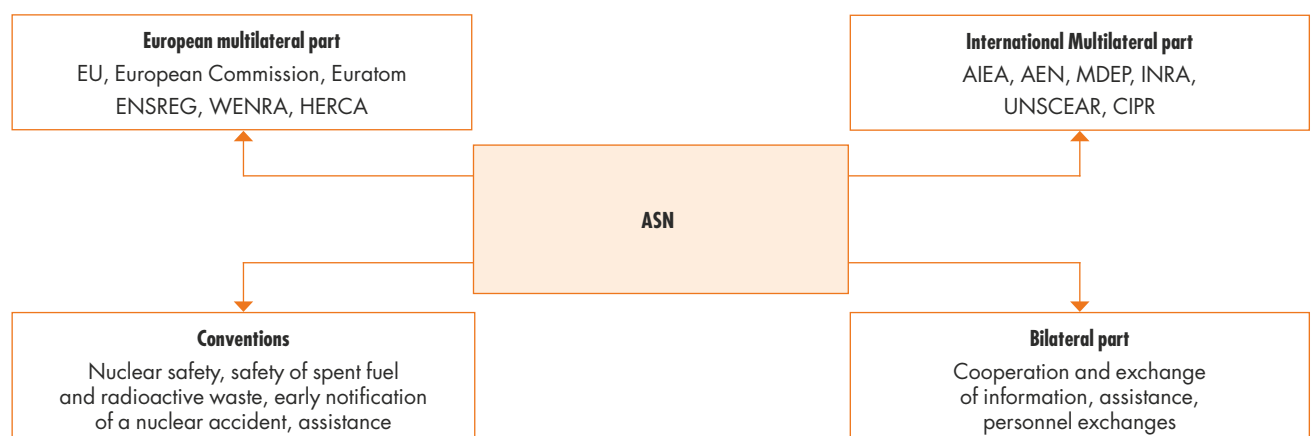 European multilateral part
EU, European Commission, Euratom
ENSREG, WENRA, HERCA
International Multilateral part
AIEA, AEN, MDEP, INRA,
UNSCEAR, CIPR
ASN
Conventions
Nuclear safety, safety of spent fuel
and radioactive waste, early notification
of a nuclear accident, assistance
Bilateral part
Cooperation and exchange
of information, assistance,
personnel exchanges